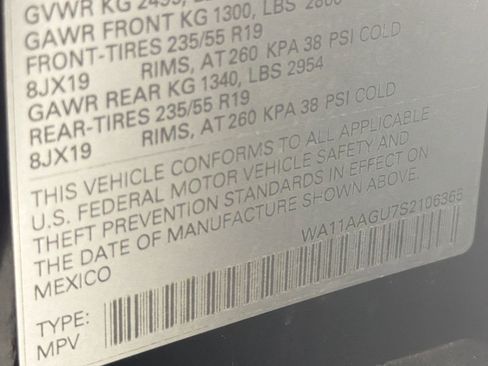 GVWR KG
GAWR FRONT KG 1300, LBS
FRONT-TIRES 235/55 R19
8JX19 RIMS, AT 260 KPA 38 PSI COLD
GAWR REAR KG 1340, LBS 2954
REAR-TIRES 235/55 R19
8JX19 RIMS, AT 260 KPA 38 PSI COLD
THIS VEHICLE CONFORMS TO ALL APPLICABLE
U.S. FEDERAL MOTOR VEHICLE SAFETY AND
THEFT PREVENTION STANDARDS IN EFFECT ON
THE DATE OF MANUFACTURE SHOWN ABOVE.
MEXICO
WA11AAGU7S2106355
TYPE:
MPV